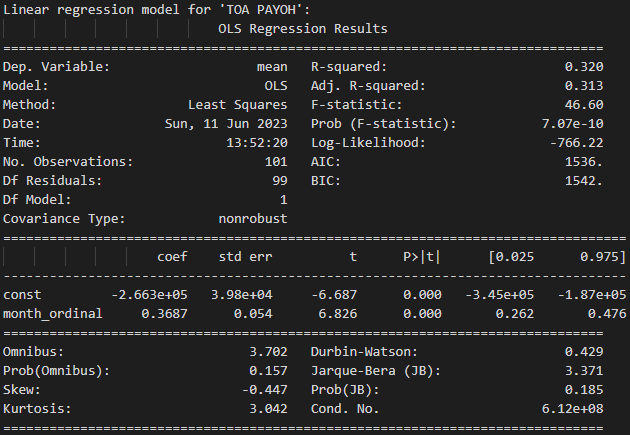 Linear regression model for 'TOA PAYOH':
OLS Regression Results
==============================================================================
Dep. Variable: mean R-squared: 0.320
Model: OLS Adj. R-squared: 0.313
Method: Least Squares F-statistic: 46.60
Date: Sun, 11 Jun 2023 Prob (F-statistic): 7.07e-10
Time: 13:52:20 Log-Likelihood: -766.22
No. Observations: 101 AIC: 1536.
Df Residuals: 99 BIC: 1542.
Df Model: 1
Covariance Type: nonrobust
=================================================================================
coef std err t P>|t| [0.025 0.975]
---------------------------------------------------------------------------------
const -2.663e+05 3.98e+04 -6.687 0.000 -3.45e+05 -1.87e+05
month_ordinal 0.3687 0.054 6.826 0.000 0.262 0.476
==============================================================================
Omnibus: 3.702 Durbin-Watson: 0.429
Prob(Omnibus): 0.157 Jarque-Bera (JB): 3.371
Skew: -0.447 Prob(JB): 0.185
Kurtosis: 3.042 Cond. No. 6.12e+08
==============================================================================